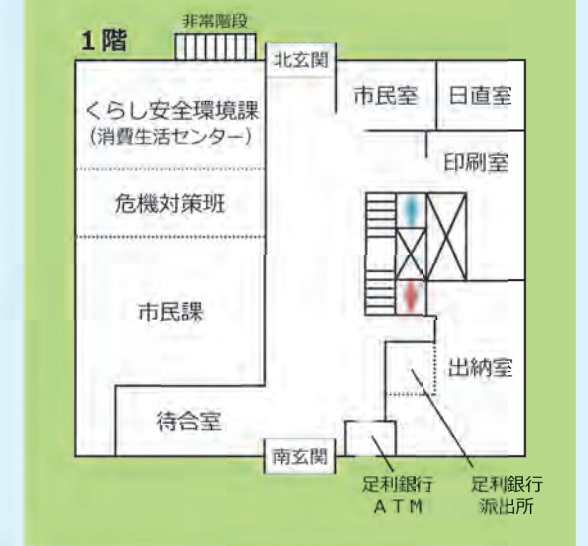 非常階段
1階
北玄関
市民室
日直室
くらし安全環境課
(消費生活センター)
印刷室
危機対策班
市民課
出納室
待合室
南玄関
足利銀行
ATM
足利銀行
派出所